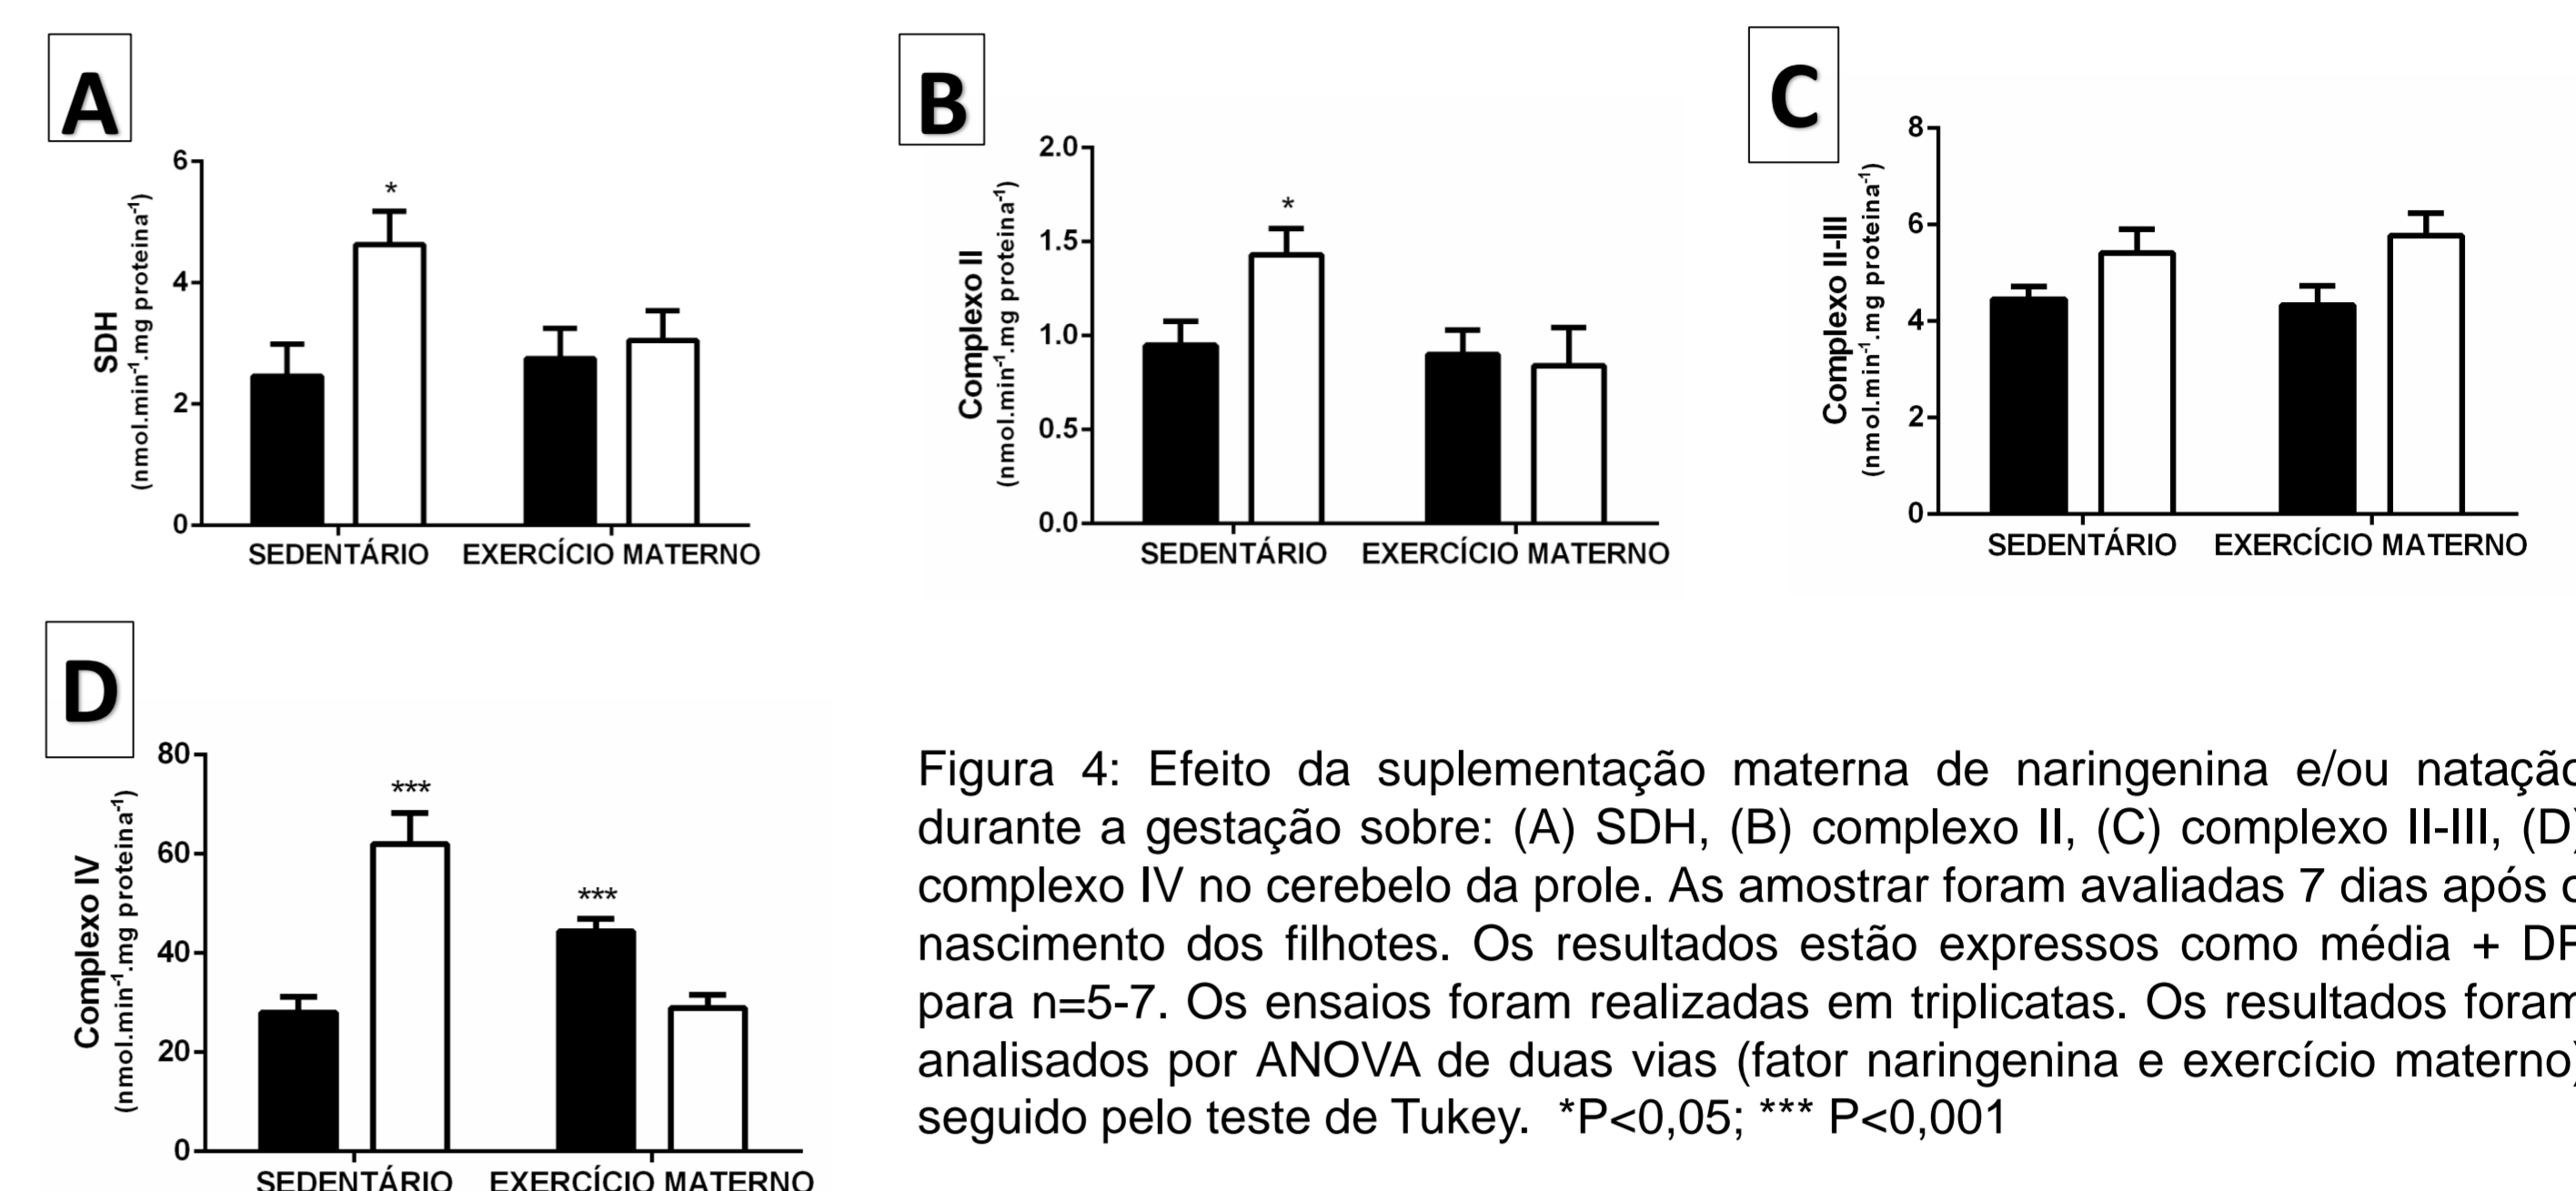 A
6
4
2
0
SDH
(nmol.min-1.mg proteina-1)
*
SEDENTÁRIO EXERCÍCIO MATERNO
B
2.0
1.5
1.0
0.5
0.0
Complexo II
(nmol.min-1.mg proteina-1)
*
SEDENTÁRIO EXERCÍCIO MATERNO
C
8
6
4
2
0
Complexo II-III
(nmol.min-1.mg proteina-1)
SEDENTÁRIO EXERCÍCIO MATERNO
D
80
60
40
20
0
Complexo IV
(nmol.min-1.mg proteina-1)
***
***
SEDENTÁRIO EXERCÍCIO MATERNO
Figura 4: Efeito da suplementação materna de naringenina e/ou natação
durante a gestação sobre: (A) SDH, (B) complexo II, (C) complexo II-III, (D)
complexo IV no cerebelo da prole. As amostrar foram avaliadas 7 dias após o
nascimento dos filhotes. Os resultados estão expressos como média + DP
para n=5-7. Os ensaios foram realizadas em triplicatas. Os resultados foram
analisados por ANOVA de duas vias (fator naringenina e exercício materno)
seguido pelo teste de Tukey. *P<0,05; *** P<0,001